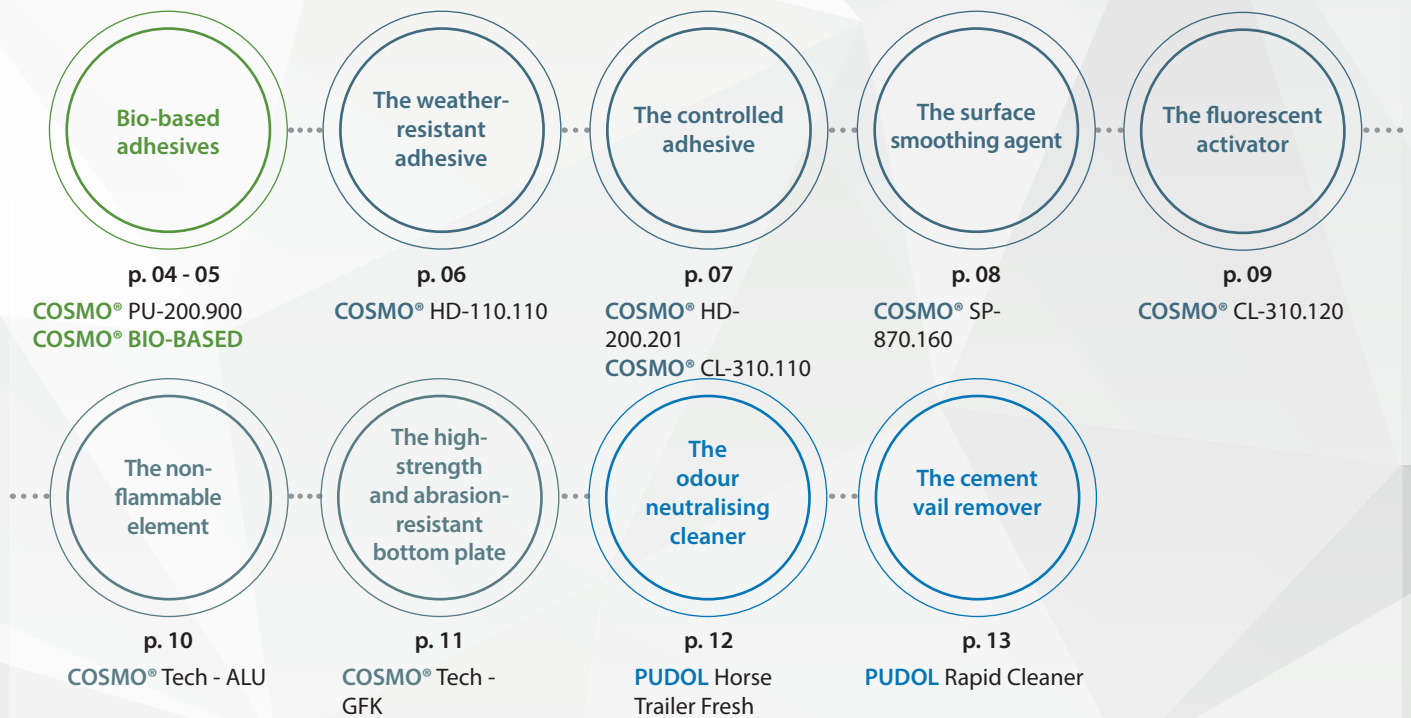 Bio-based
adhesives
p. 04 - 05
COSMO® PU-200.900
COSMO® BIO-BASED
The weather-
resistant
adhesive
p. 06
COSMO® HD-110.110
The controlled
adhesive
p. 07
COSMO® HD-
200.201
COSMO® CL-310.110
The surface
smoothing agent
p. 08
COSMO® SP-
870.160
The fluorescent
activator
p. 09
COSMO® CL-310.120
The non-
flammable
element
p. 10
COSMO® Tech - ALU
The high-
strength
and abrasion-
resistant
bottom plate
p. 11
COSMO® Tech -
GFK
The
odour
neutralising
cleaner
p. 12
PUDOL Horse
Trailer Fresh
The cement
vail remover
p. 13
PUDOL Rapid Cleaner